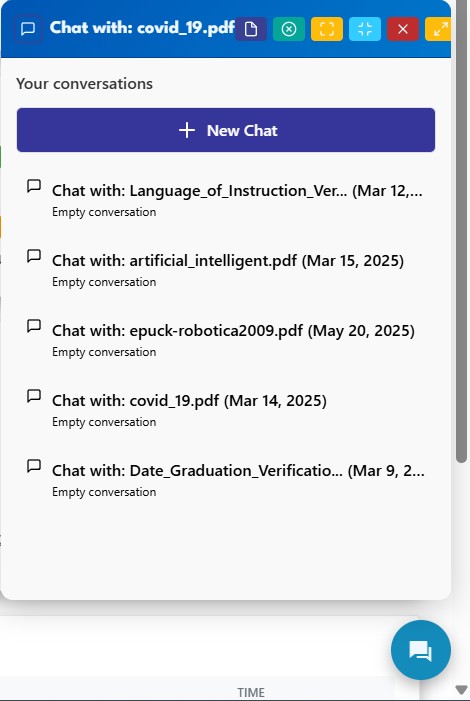 Chat with: covid_19.pdf
Your conversations
New Chat
Chat with: Language_of_Instruction_Ver... (Mar 12,...
Empty conversation
Chat with: artificial_intelligent.pdf (Mar 15, 2025)
Empty conversation
Chat with: epuck-robotica2009.pdf (May 20, 2025)
Empty conversation
Chat with: covid_19.pdf (Mar 14, 2025)
Empty conversation
Chat with: Date_Graduation_Verificatio... (Mar 9, 2...
Empty conversation
TIME